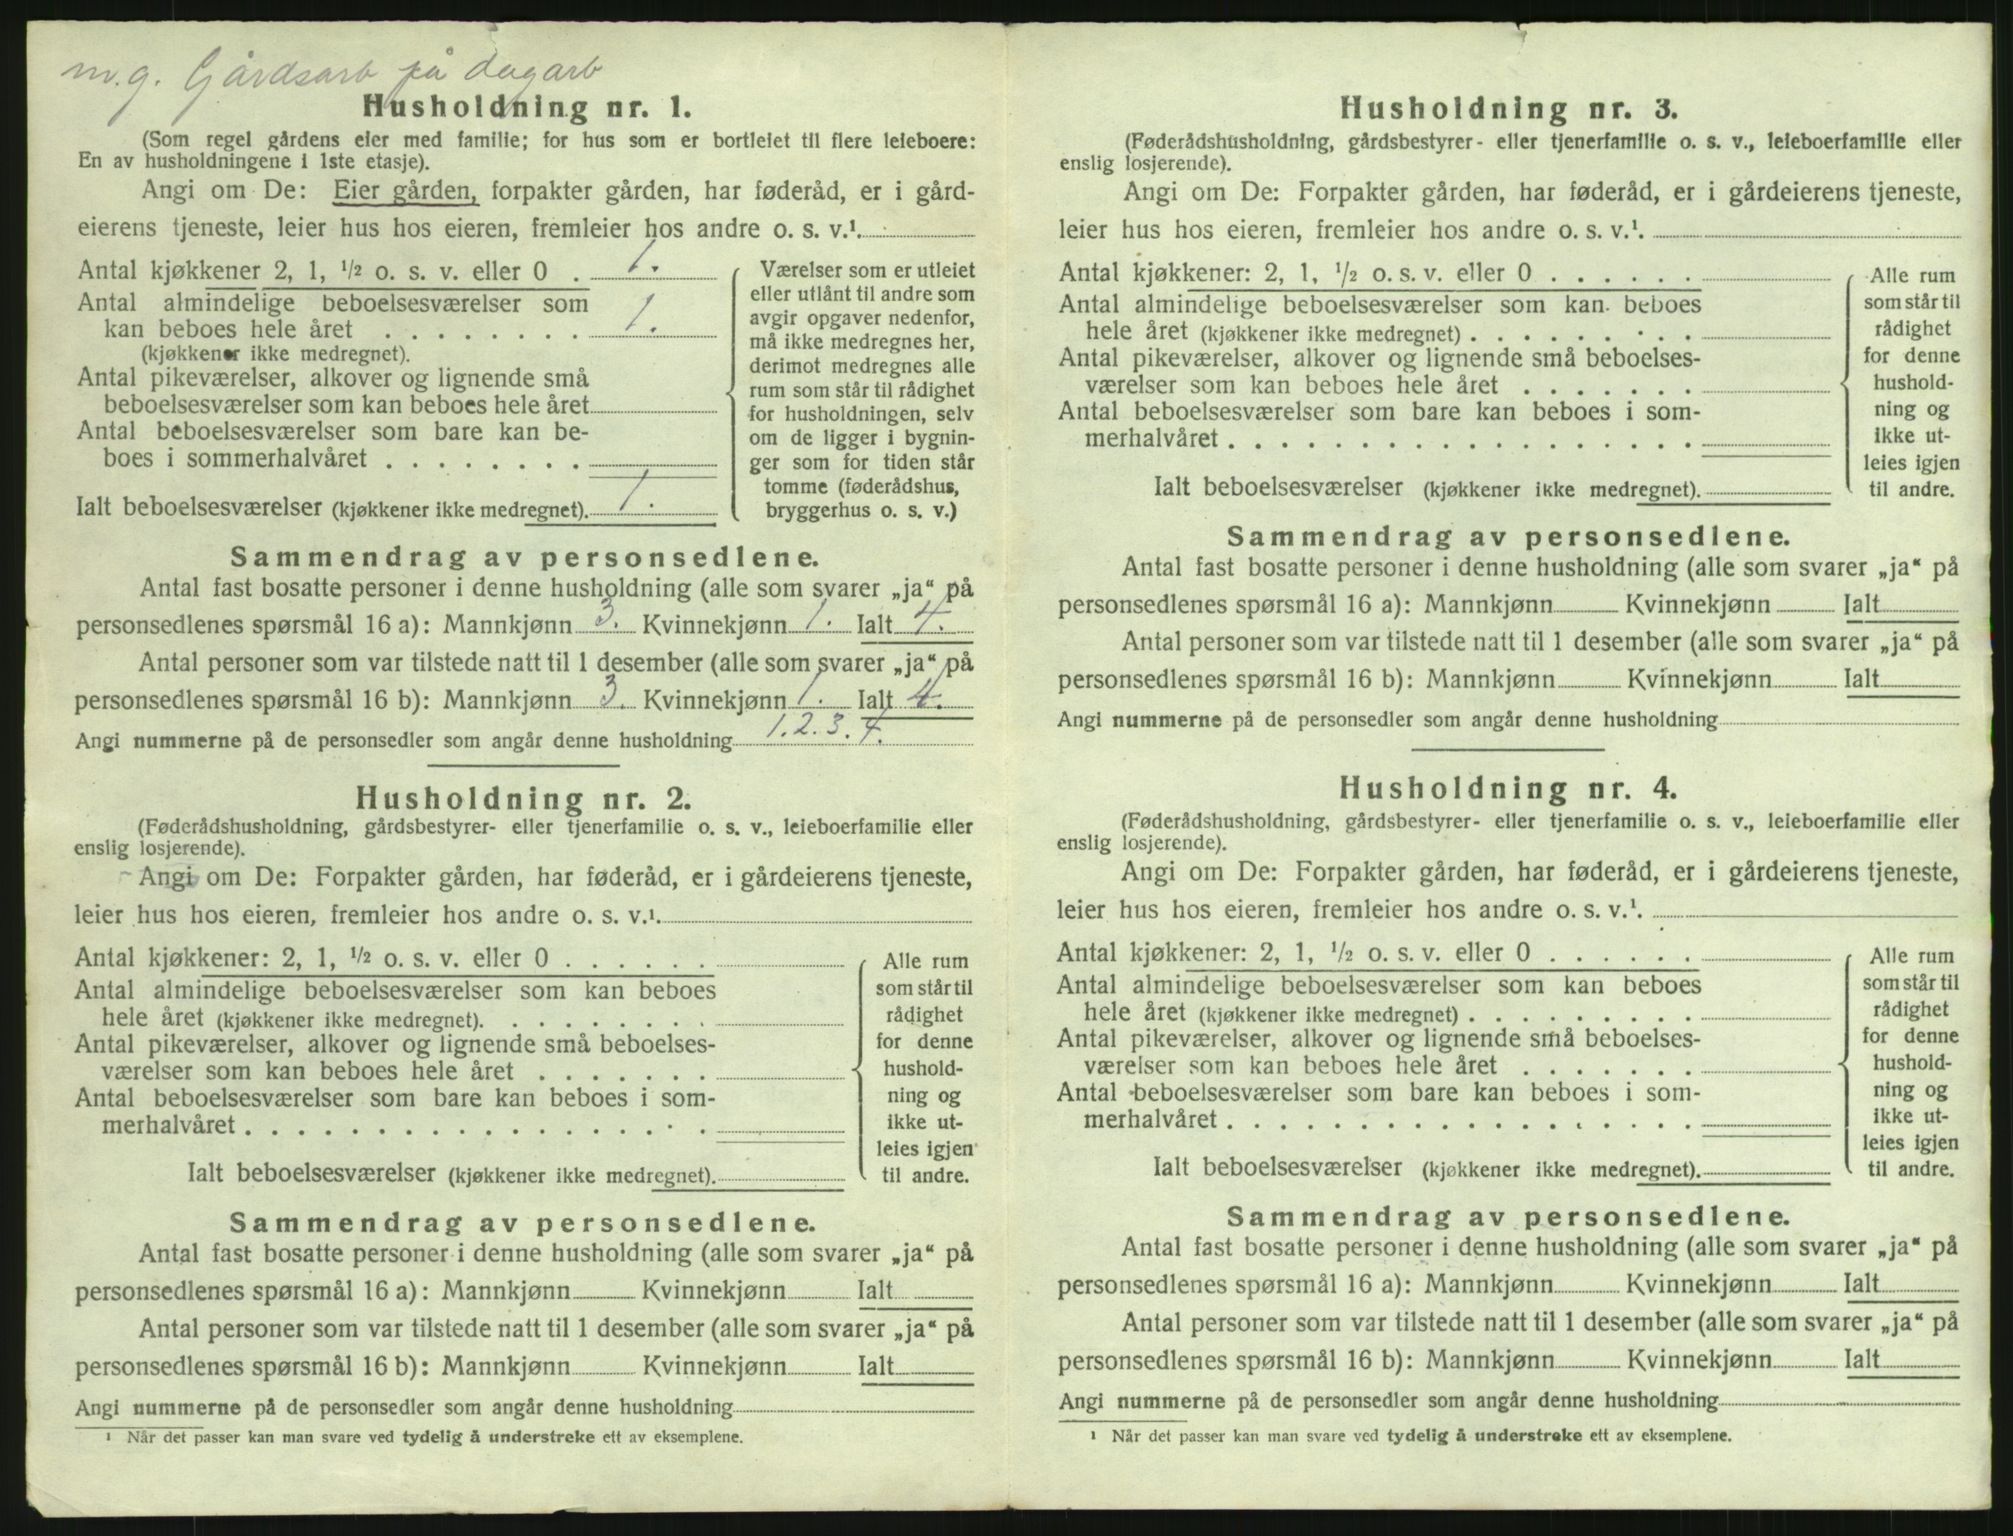 m.g. Gårdsarb på dagarb
Husholdning nr. 1.
(Som regel gårdens eier med familie; for hus som er bortleiet til flere leieboere:
En av husholdningene i 1ste etasje).
Angi om De: Eier gården, forpakter gården, har føderåd, er i gård-
eierens tjeneste, leier hus hos eieren, fremleier hos andre o. s. v.¹.
Antal kjøkkener 2, 1, ½ o. s. v. eller 0 . 1.
Antal almindelige beboelsesværelser som
kan beboes hele året . . . . . . . . 1.
(kjøkkener ikke medregnet).
Antal pikeværelser, alkover og lignende små
beboelsesværelser som kan beboes hele året
Antal beboelsesværelser som bare kan be-
boes i sommerhalvåret . . . . . . . .
Ialt beboelsesværelser (kjøkkener ikke medregnet). 1.
Værelser som er utleiet
eller utlånt til andre som
avgir opgaver nedenfor,
må ikke medregnes her,
derimot medregnes alle
rum som står til rådighet
for husholdningen, selv
om de ligger i bygnin-
ger som for tiden står
tomme (føderådshus,
bryggerhus o. s. v.)
Sammendrag av personsedlene.
Antal fast bosatte personer i denne husholdning (alle som svarer „ja“ på
personsedlenes spørsmål 16 a): Mannkjønn 3. Kvinnekjønn 1. Ialt 4.
Antal personer som var tilstede natt til 1 desember (alle som svarer „ja“ på
personsedlenes spørsmål 16 b): Mannkjønn 3. Kvinnekjønn 1. Ialt 4.
Angi nummerne på de personsedler som angår denne husholdning 1.2.3.4.
Husholdning nr. 2.
(Føderådshusholdning, gårdsbestyrer- eller tjenerfamilie o. s. v., leieboerfamilie eller
enslig losjerende).
Angi om De: Forpakter gården, har føderåd, er i gårdeierens tjeneste,
leier hus hos eieren, fremleier hos andre o. s. v.¹.
Antal kjøkkener: 2, 1, ½ o. s. v. eller 0 . . . . . .
Antal almindelige beboelsesværelser som kan beboes
hele året (kjøkkener ikke medregnet). . . . . . . . .
Antal pikeværelser, alkover og lignende små beboelses-
værelser som kan beboes hele året . . . . . . .
Antal beboelsesværelser som bare kan beboes i som-
merhalvåret . . . . . . . . . . . . . . . . . .
Ialt beboelsesværelser (kjøkkener ikke medregnet).
Alle rum
som står til
rådighet
for denne
hushold-
ning og
ikke ut-
leies igjen
til andre.
Sammendrag av personsedlene.
Antal fast bosatte personer i denne husholdning (alle som svarer „ja“ på
personsedlenes spørsmål 16 a): Mannkjønn Kvinnekjønn Ialt
Antal personer som var tilstede natt til 1 desember (alle som svarer „ja“ på
personsedlenes spørsmål 16 b): Mannkjønn Kvinnekjønn Ialt
Angi nummerne på de personsedler som angår denne husholdning
¹ Når det passer kan man svare ved tydelig å understreke ett av eksemplene.
Husholdning nr. 3.
(Føderådshusholdning, gårdsbestyrer- eller tjenerfamilie o. s. v., leieboerfamilie eller
enslig losjerende).
Angi om De: Forpakter gården, har føderåd, er i gårdeierens tjeneste,
leier hus hos eieren, fremleier hos andre o. s. v.¹.
Antal kjøkkener: 2, 1, ½ o. s. v. eller 0 . . . . . .
Antal almindelige beboelsesværelser som kan beboes
hele året (kjøkkener ikke medregnet) . . . . . . . . .
Antal pikeværelser, alkover og lignende små beboelses-
værelser som kan beboes hele året . . . . . . .
Antal beboelsesværelser som bare kan beboes i som-
merhalvåret . . . . . . . . . . . . . . . . . .
Ialt beboelsesværelser (kjøkkener ikke medregnet).
Alle rum
som står til
rådighet
for denne
hushold-
ning og
ikke ut-
leies igjen
til andre.
Sammendrag av personsedlene.
Antal fast bosatte personer i denne husholdning (alle som svarer „ja“ på
personsedlenes spørsmål 16 a): Mannkjønn Kvinnekjønn Ialt
Antal personer som var tilstede natt til 1 desember (alle som svarer „ja“ på
personsedlenes spørsmål 16 b): Mannkjønn Kvinnekjønn Ialt
Angi nummerne på de personsedler som angår denne husholdning
Husholdning nr. 4.
(Føderådshusholdning, gårdsbestyrer- eller tjenerfamilie o. s. v., leieboerfamilie eller
enslig losjerende).
Angi om De: Forpakter gården, har føderåd, er i gårdeierens tjeneste,
leier hus hos eieren, fremleier hos andre o. s. v.¹.
Antal kjøkkener: 2, 1, ½ o. s. v. eller 0 . . . . . .
Antal almindelige beboelsesværelser som kan beboes
hele året (kjøkkener ikke medregnet) . . . . . . . . .
Antal pikeværelser, alkover og lignende små beboelses-
værelser som kan beboes hele året . . . . . . .
Antal beboelsesværelser som bare kan beboes i som-
merhalvåret . . . . . . . . . . . . . . . . . .
Ialt beboelsesværelser (kjøkkener ikke medregnet).
Alle rum
som står til
rådighet
for denne
hushold-
ning og
ikke ut-
leies igjen
til andre.
Sammendrag av personsedlene.
Antal fast bosatte personer i denne husholdning (alle som svarer „ja“ på
personsedlenes spørsmål 16 a): Mannkjønn Kvinnekjønn Ialt
Antal personer som var tilstede natt til 1 desember (alle som svarer „ja“ på
personsedlenes spørsmål 16 b): Mannkjønn Kvinnekjønn Ialt
Angi nummerne på de personsedler som angår denne husholdning
¹ Når det passer kan man svare ved tydelig å understreke ett av eksemplene.